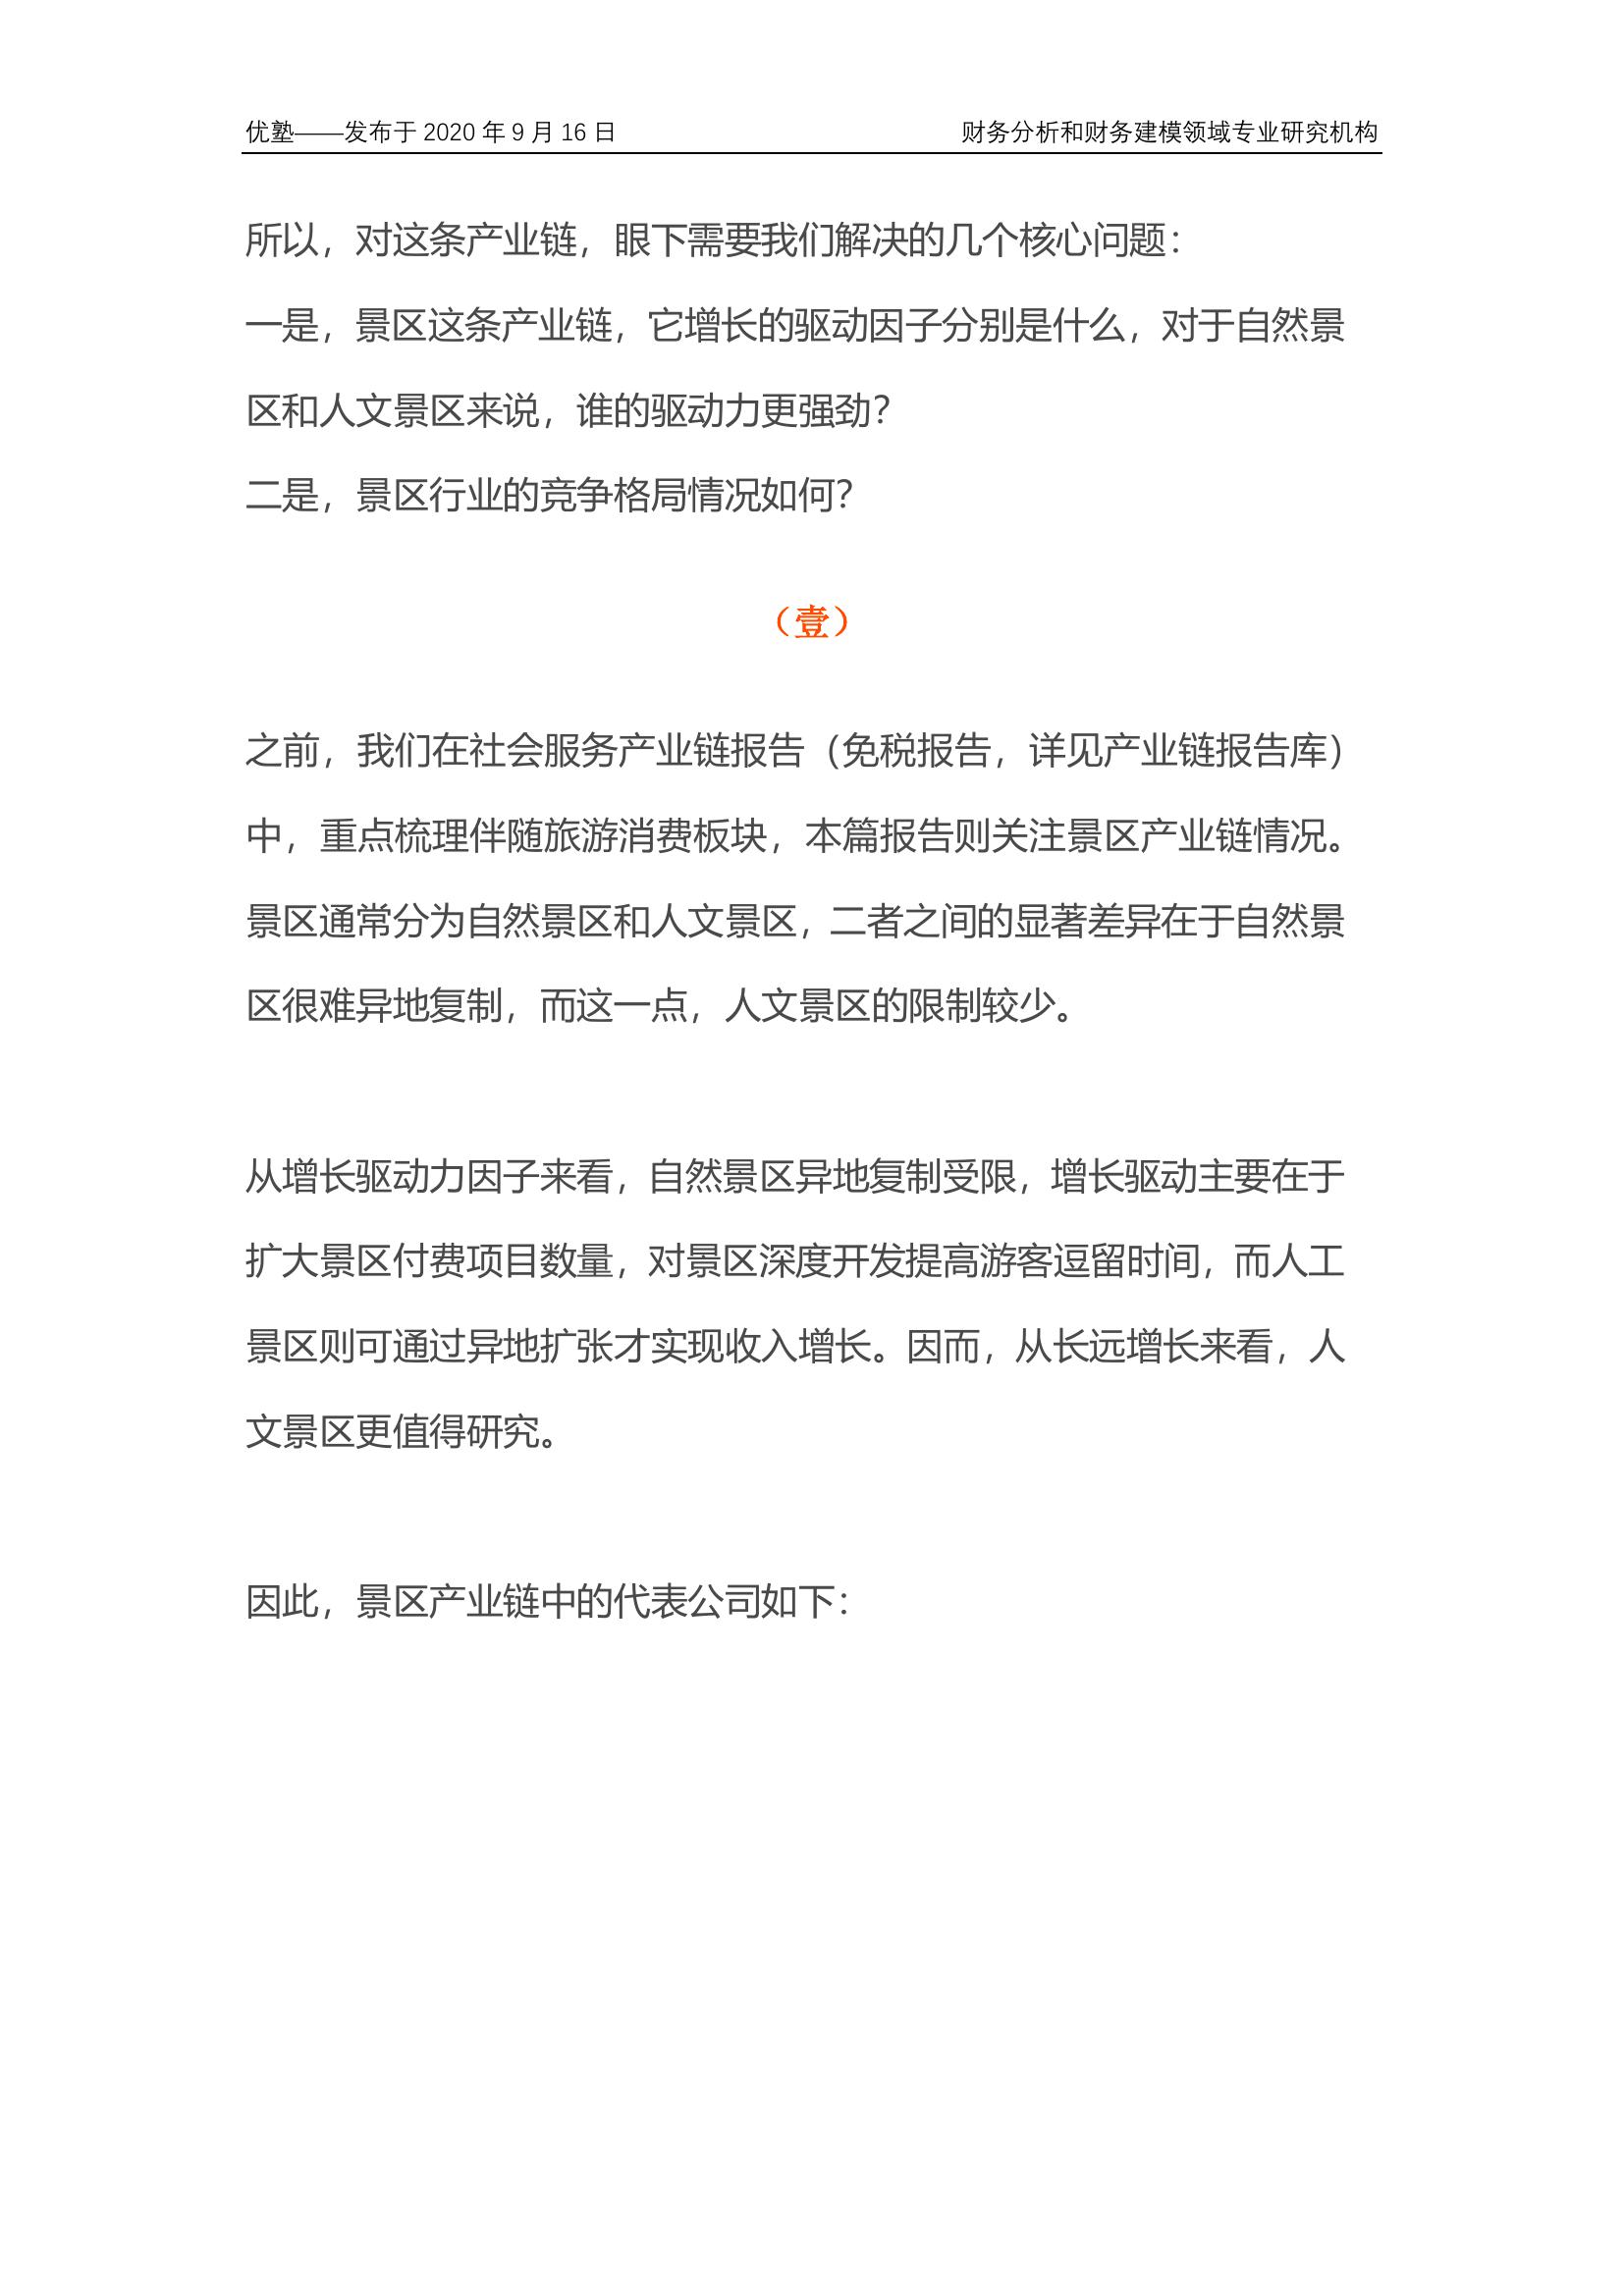 优塾——发布于 2020 年 9 月 16 日
财务分析和财务建模领域专业研究机构
所以，对这条产业链，眼下需要我们解决的几个核心问题：
一是，景区这条产业链，它增长的驱动因子分别是什么，对于自然景
区和人文景区来说，谁的驱动力更强劲？
二是，景区行业的竞争格局情况如何？
（壹）
之前，我们在社会服务产业链报告（免税报告，详见产业链报告库）
中，重点梳理伴随旅游消费板块，本篇报告则关注景区产业链情况。
景区通常分为自然景区和人文景区，二者之间的显著差异在于自然景
区很难异地复制，而这一点，人文景区的限制较少。
从增长驱动力因子来看，自然景区异地复制受限，增长驱动主要在于
扩大景区付费项目数量，对景区深度开发提高游客逗留时间，而人工
景区则可通过异地扩张才实现收入增长。因而，从长远增长来看，人
文景区更值得研究。
因此，景区产业链中的代表公司如下：